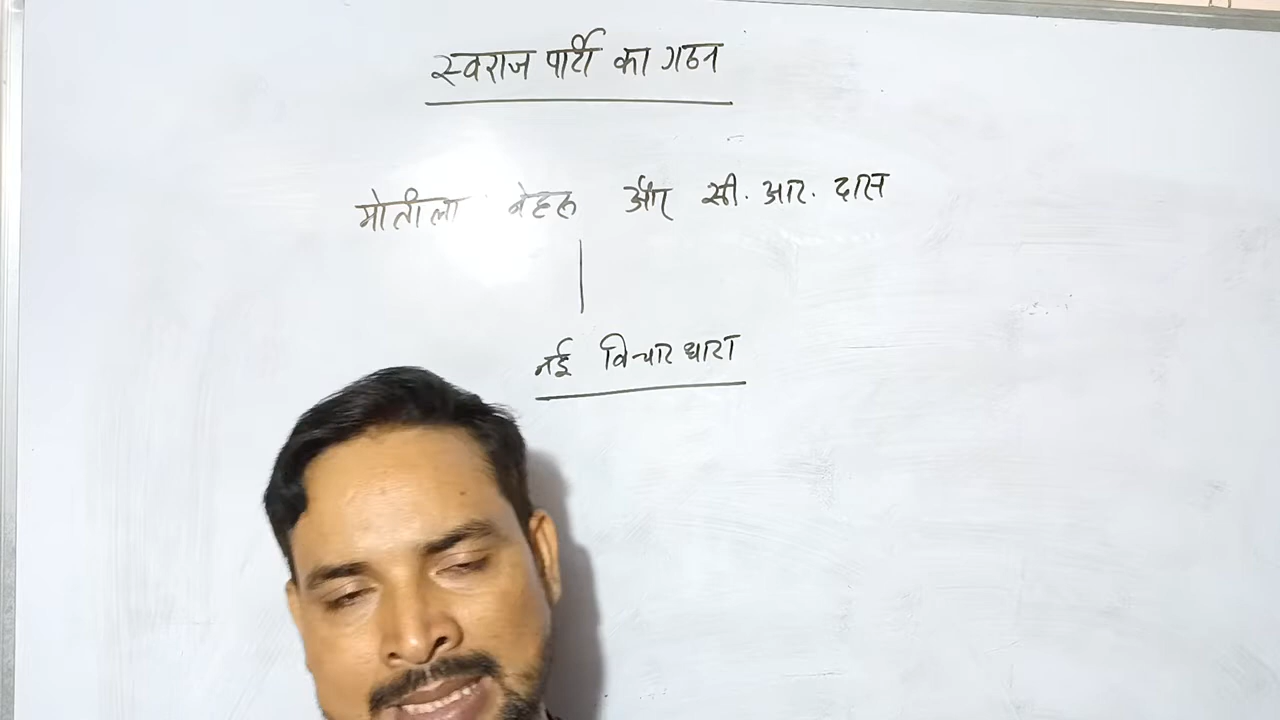 स्वराज पार्टी का गठन
मोतीला नेहरू और सी. आर. दास
नई विचारधारा